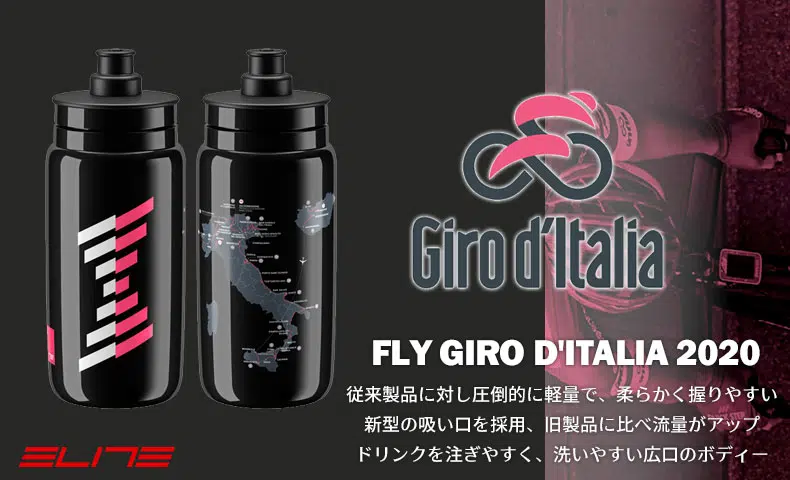 Giro d'Italia
FLY GIRO D'ITALIA 2020
従来製品に対し圧倒的に軽量で、柔らかく握りやすい
新型の吸い口を採用、旧製品に比べ流量がアップ
ドリンクを注ぎやすく、洗いやすい広口のボディー
ELITE